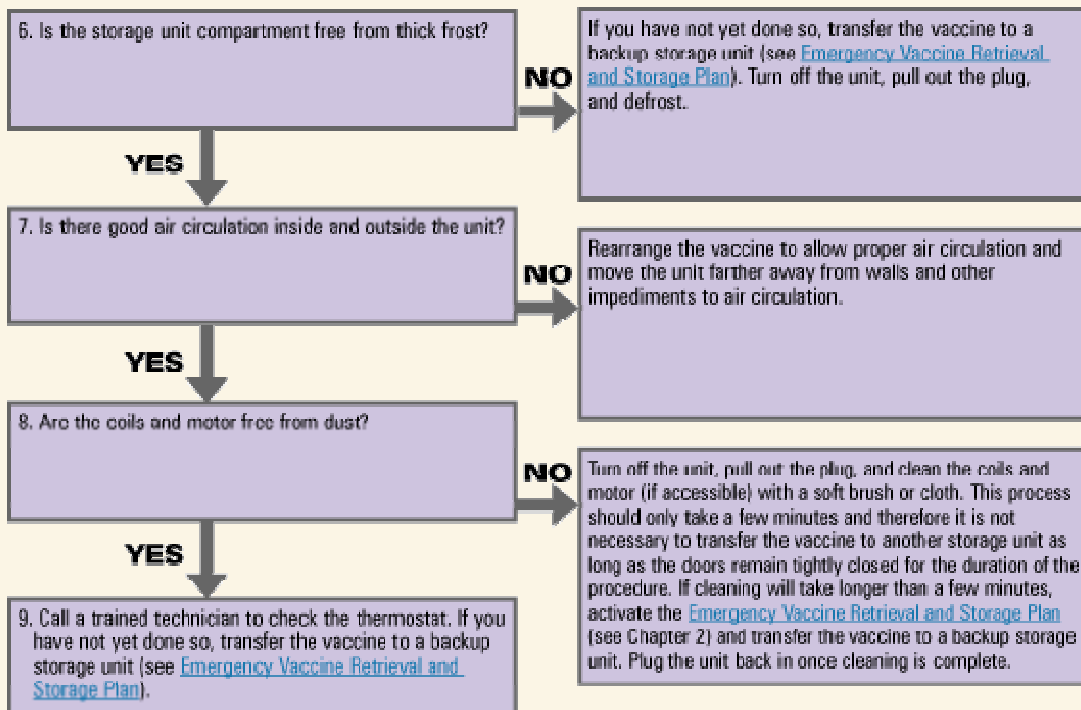 6. Is the storage unit compartment free from thick frost?
NO
If you have not yet done so, transfer the vaccine to a
backup storage unit (see Emergency Vaccine Retrieval
and Storage Plan). Turn off the unit, pull out the plug,
and defrost.
YES
7. Is there good air circulation inside and outside the unit?
NO
Rearrange the vaccine to allow proper air circulation and
move the unit farther away from walls and other
impediments to air circulation.
YES
8. Are the coils and motor free from dust?
NO
Turn off the unit, pull out the plug, and clean the coils and
motor (if accessible) with a soft brush or cloth. This process
should only take a few minutes and therefore it is not
necessary to transfer the vaccine to another storage unit as
long as the doors remain tightly closed for the duration of the
procedure. If cleaning will take longer than a few minutes,
activate the Emergency Vaccine Retrieval and Storage Plan
(see Chapter 2) and transfer the vaccine to a backup storage
unit. Plug the unit back in once cleaning is complete.
YES
9. Call a trained technician to check the thermostat. If you
have not yet done so, transfer the vaccine to a backup
storage unit (see Emergency Vaccine Retrieval and
Storage Plan).